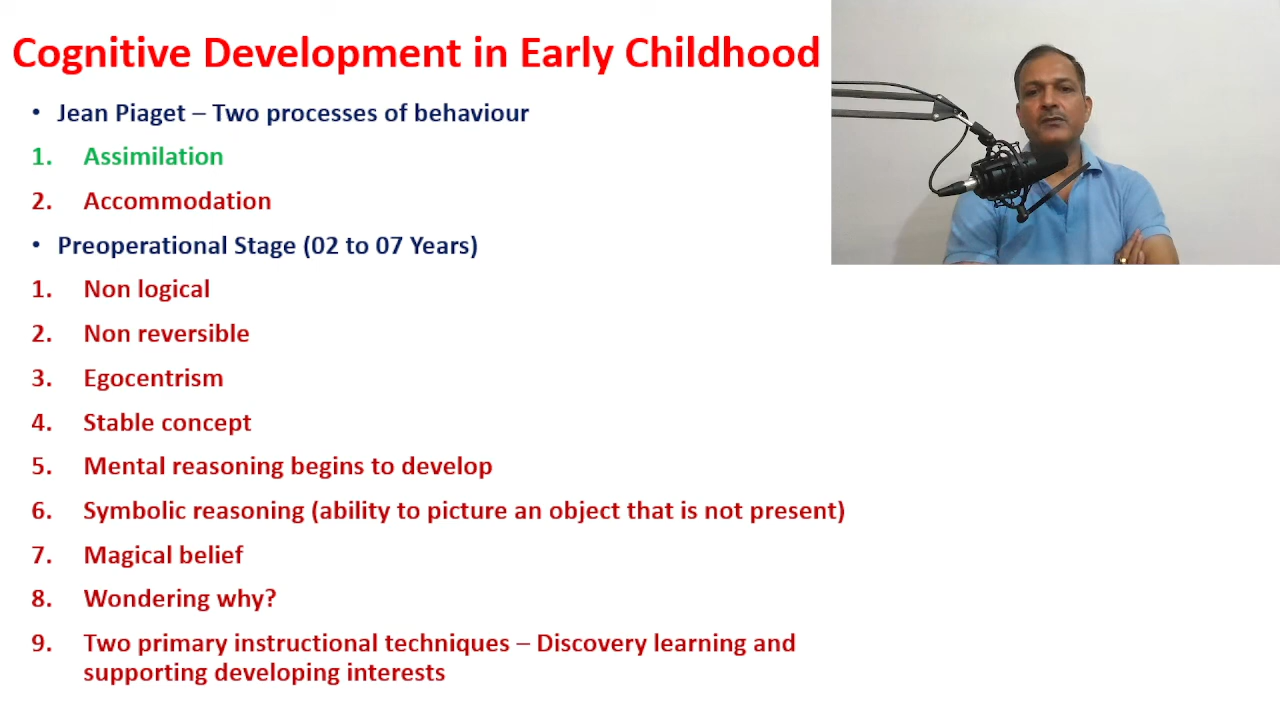 Cognitive Development in Early Childhood
• Jean Piaget – Two processes of behaviour
1. Assimilation
2. Accommodation
• Preoperational Stage (02 to 07 Years)
1. Non logical
2. Non reversible
3. Egocentrism
4. Stable concept
5. Mental reasoning begins to develop
6. Symbolic reasoning (ability to picture an object that is not present)
7. Magical belief
8. Wondering why?
9. Two primary instructional techniques – Discovery learning and
supporting developing interests